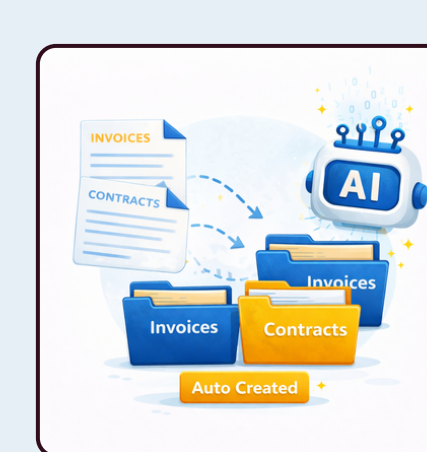 INVOICES
CONTRACTS
AI
Invoices
Invoices
Contracts
Auto Created